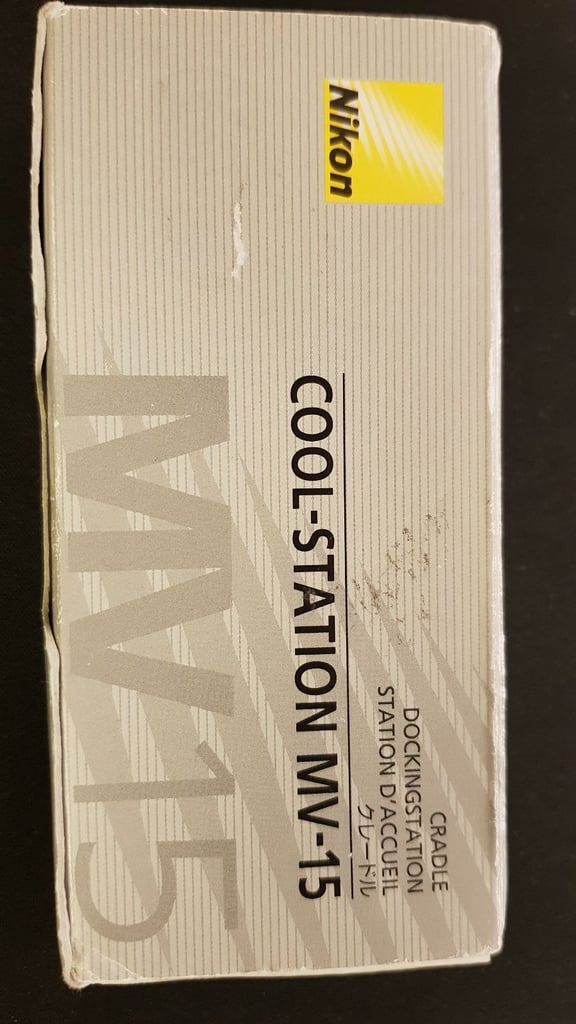 Nikon
CRADLE
DOCKINGSTATION
STATION D'ACCUEIL
クレードル
COOL-STATION MV-15
MV15